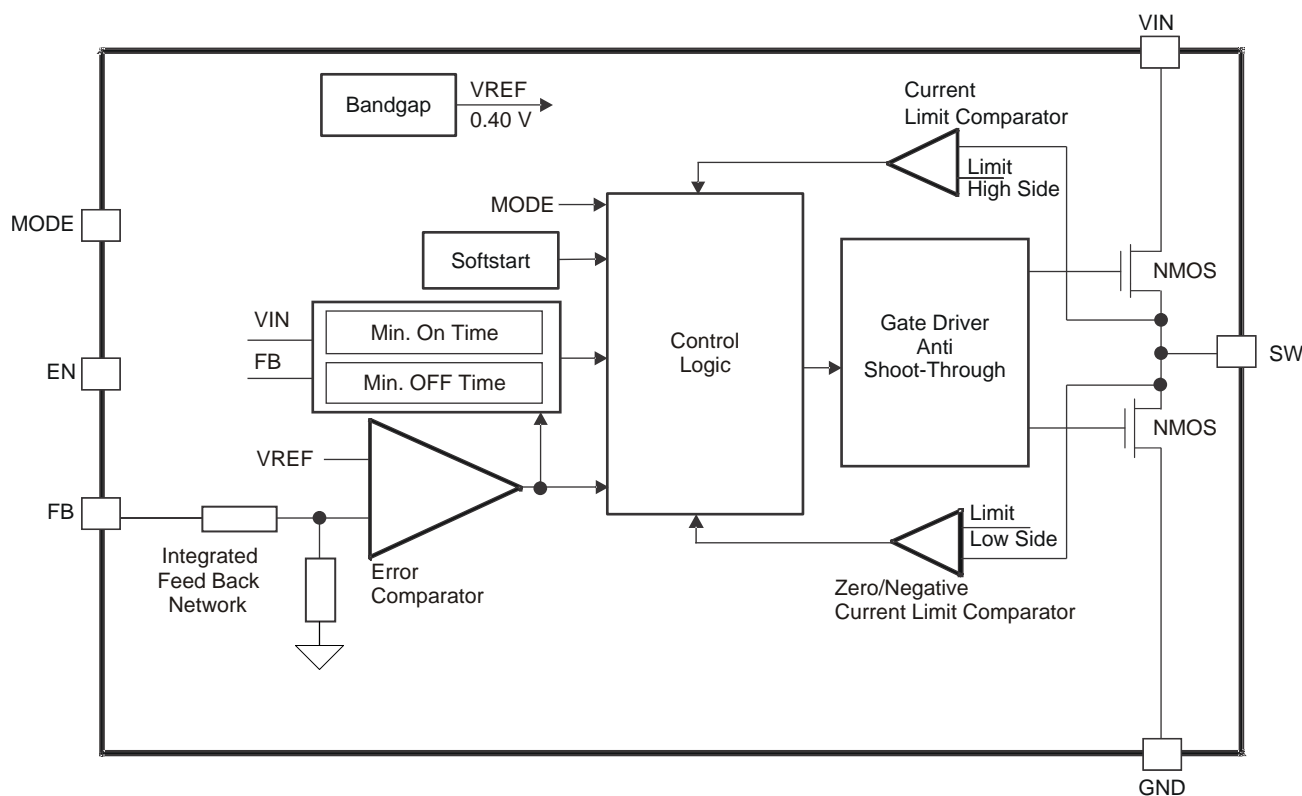 VIN
Bandgap
VREF
0.40 V
Current
Limit Comparator
Limit
High Side
MODE
MODE
Softstart
NMOS
VIN
FB
Min. On Time
Min. OFF Time
Control
Logic
Gate Driver
Anti
Shoot-Through
SW
EN
NMOS
VREF
FB
Integrated
Feed Back
Network
Error
Comparator
Limit
Low Side
Zero/Negative
Current Limit Comparator
GND